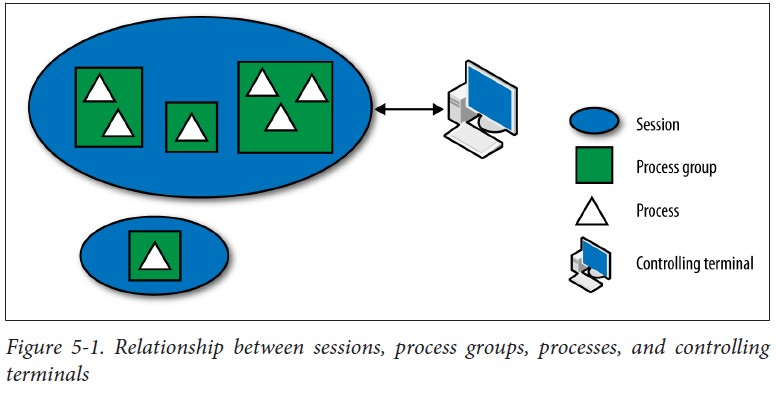 Session
Process group
Process
Controlling terminal
Figure 5-1. Relationship between sessions, process groups, processes, and controlling
terminals